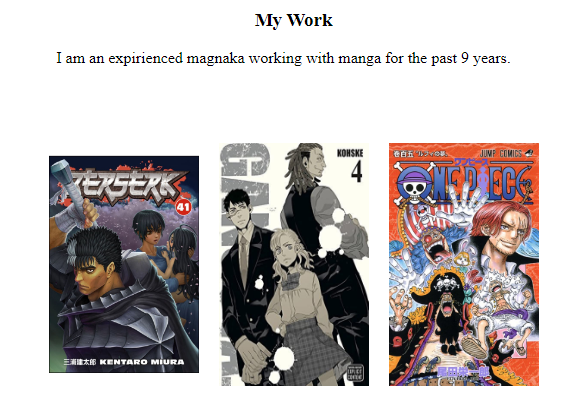 My Work
I am an expirienced magnaka working with manga for the past 9 years.
BERSERK
41
三浦建太郎 KENTARO MIURA
GANGSTA
KOHSKE
4
JUMP COMICS
ONE PIECE
尾田栄一郎